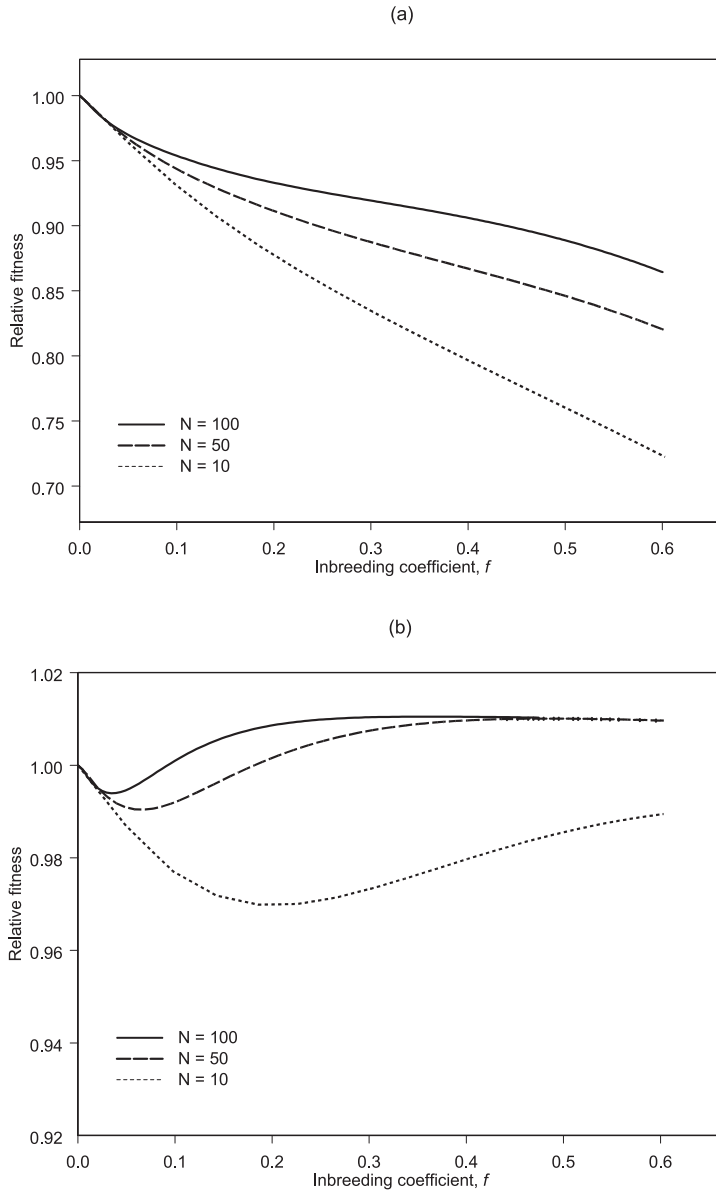 (a)
1.00
0.95
0.90
0.85
0.80
0.75
0.70
Relative fitness
N = 100
N = 50
N = 10
0.0 0.1 0.2 0.3 0.4 0.5 0.6
Inbreeding coefficient, f
(b)
1.02
1.00
0.98
0.96
0.94
0.92
Relative fitness
N = 100
N = 50
N = 10
0.0 0.1 0.2 0.3 0.4 0.5 0.6
Inbreeding coefficient, f